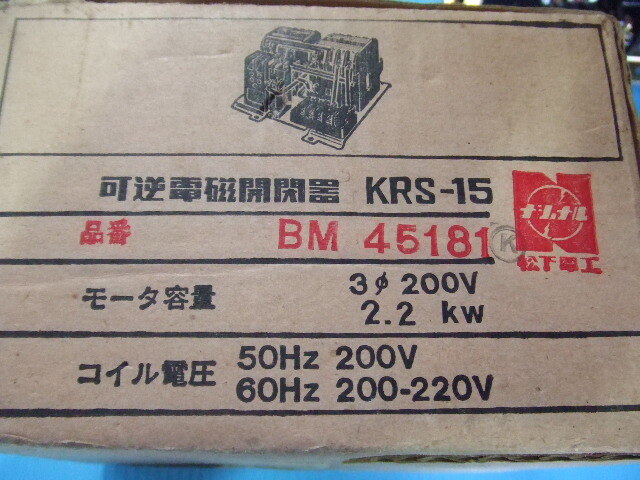 可逆電磁開閉器 KRS-15
ナショナル
松下電工
品番 BM 45181 K
モータ容量 3φ 200V
2.2 kw
コイル電圧 50Hz 200V
60Hz 200-220V